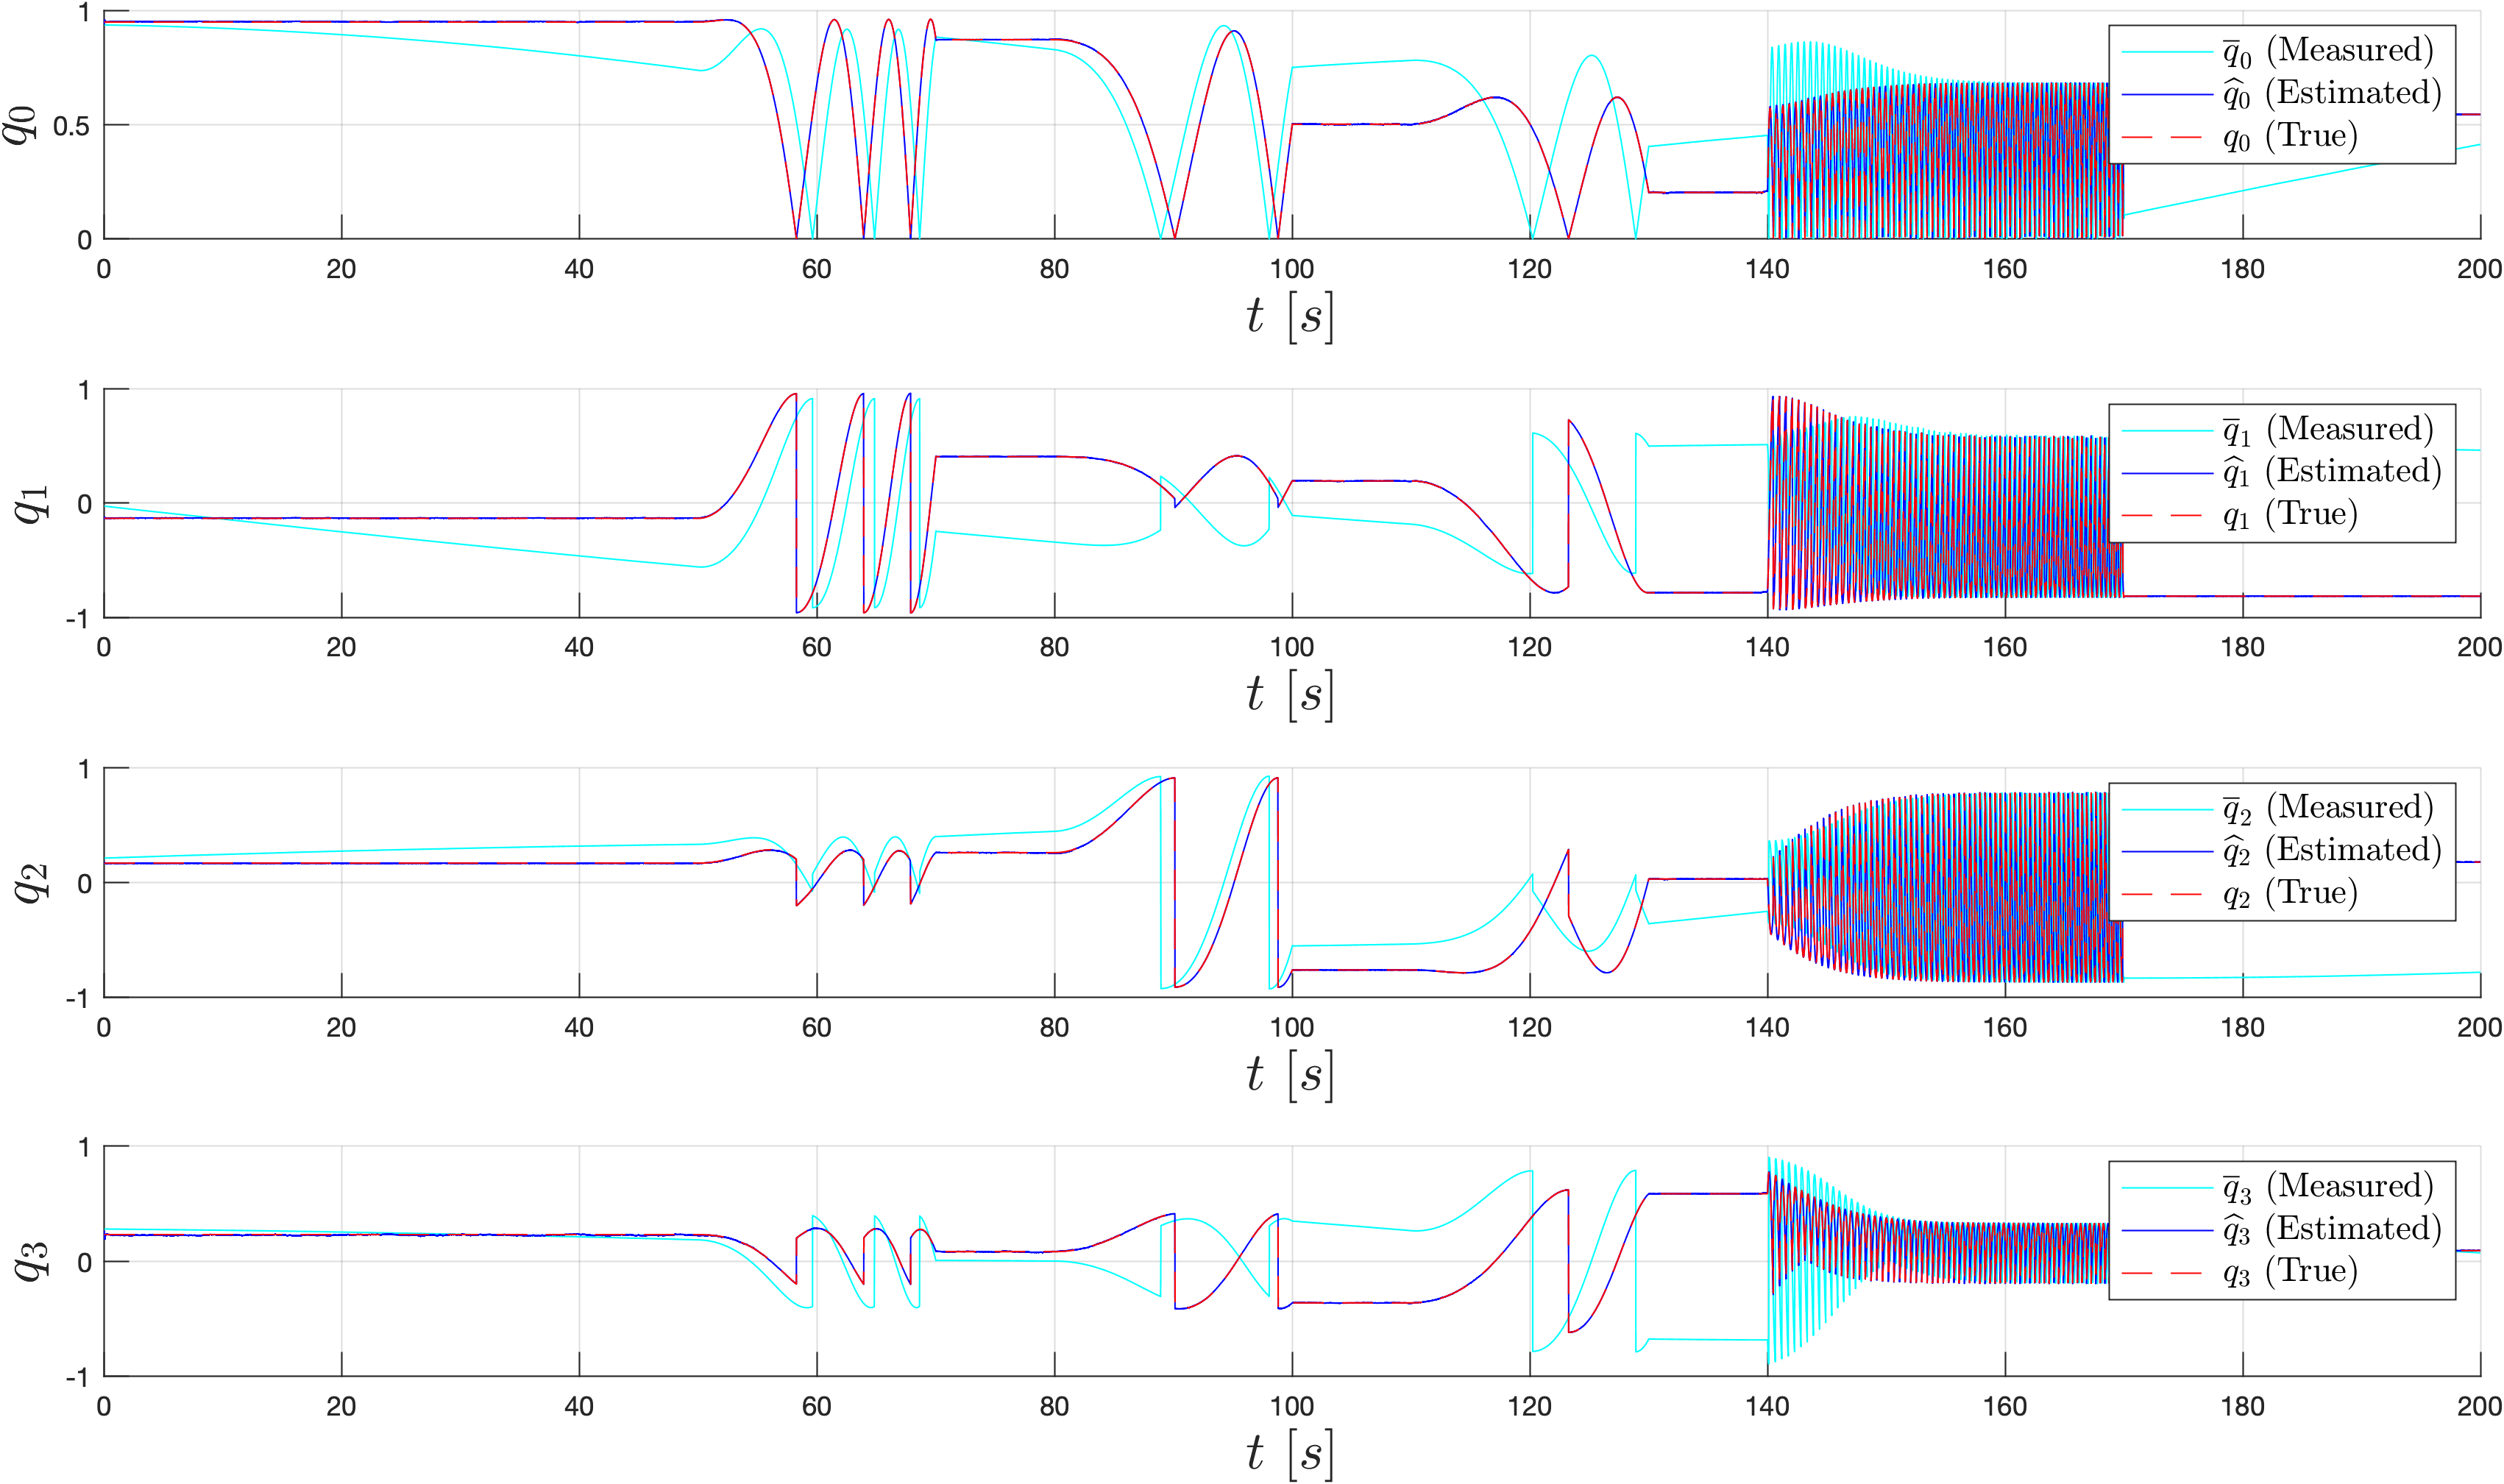 1
0.5
0
q0
q̅0 (Measured)
q̂0 (Estimated)
q0 (True)
0 20 40 60 80 100 120 140 160 180 200
t [s]
1
0
-1
q1
q̅1 (Measured)
q̂1 (Estimated)
q1 (True)
0 20 40 60 80 100 120 140 160 180 200
t [s]
1
0
-1
q2
q̅2 (Measured)
q̂2 (Estimated)
q2 (True)
0 20 40 60 80 100 120 140 160 180 200
t [s]
1
0
-1
q3
q̅3 (Measured)
q̂3 (Estimated)
q3 (True)
0 20 40 60 80 100 120 140 160 180 200
t [s]